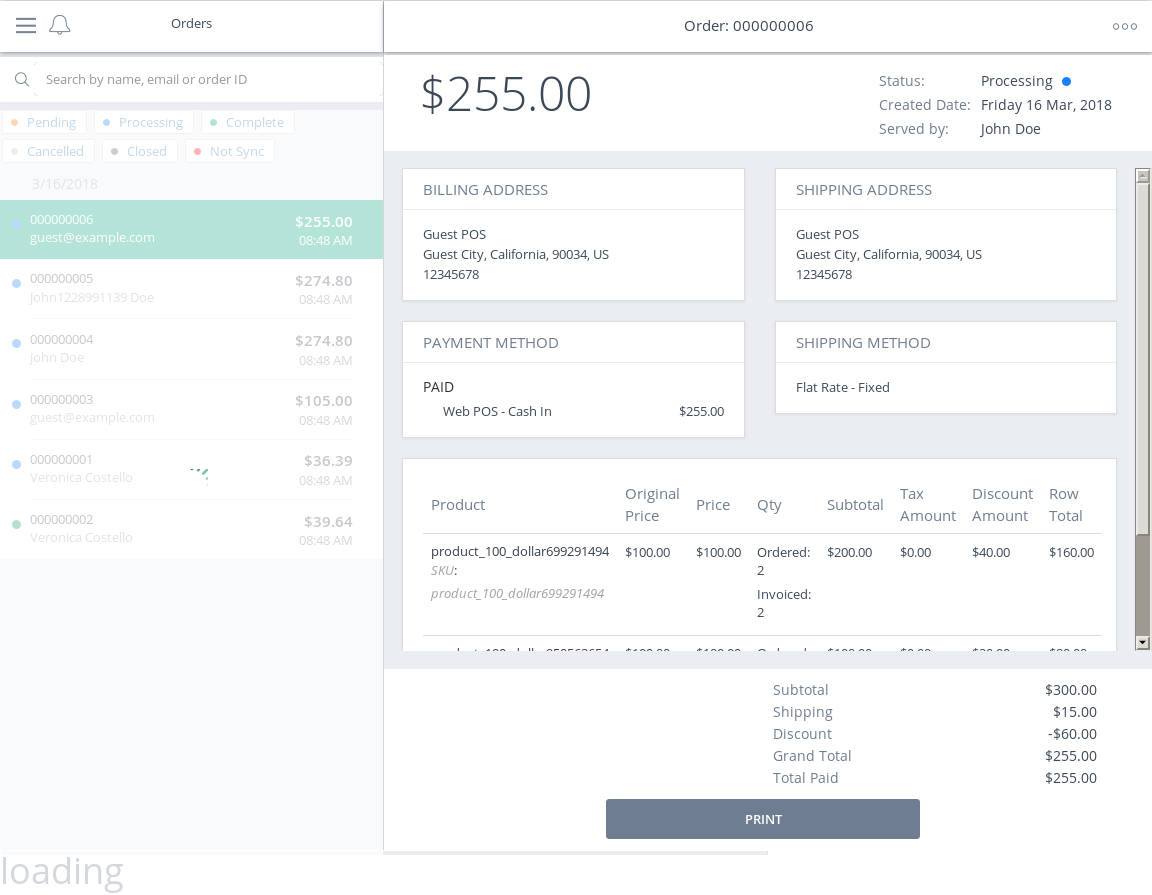 Orders
Order: 000000006
Search by name, email or order ID
Pending
Processing
Complete
Cancelled
Closed
Not Sync
3/16/2018
000000006 $255.00
guest@example.com 08:48 AM
000000005 $274.80
John1228991139 Doe 08:48 AM
000000004 $274.80
John Doe 08:48 AM
000000003 $105.00
guest@example.com 08:48 AM
000000001 $36.39
Veronica Costello 08:48 AM
000000002 $39.64
Veronica Costello 08:48 AM
$255.00
Status: Processing
Created Date: Friday 16 Mar, 2018
Served by: John Doe
BILLING ADDRESS
Guest POS
Guest City, California, 90034, US
12345678
SHIPPING ADDRESS
Guest POS
Guest City, California, 90034, US
12345678
PAYMENT METHOD
PAID
Web POS - Cash In $255.00
SHIPPING METHOD
Flat Rate - Fixed
Product Original Price Price Qty Subtotal Tax Amount Discount Amount Row Total
product_100_dollar699291494 $100.00 $100.00 Ordered: $200.00 $0.00 $40.00 $160.00
SKU: 2
product_100_dollar699291494 Invoiced:
2
Subtotal $300.00
Shipping $15.00
Discount -$60.00
Grand Total $255.00
Total Paid $255.00
PRINT
loading